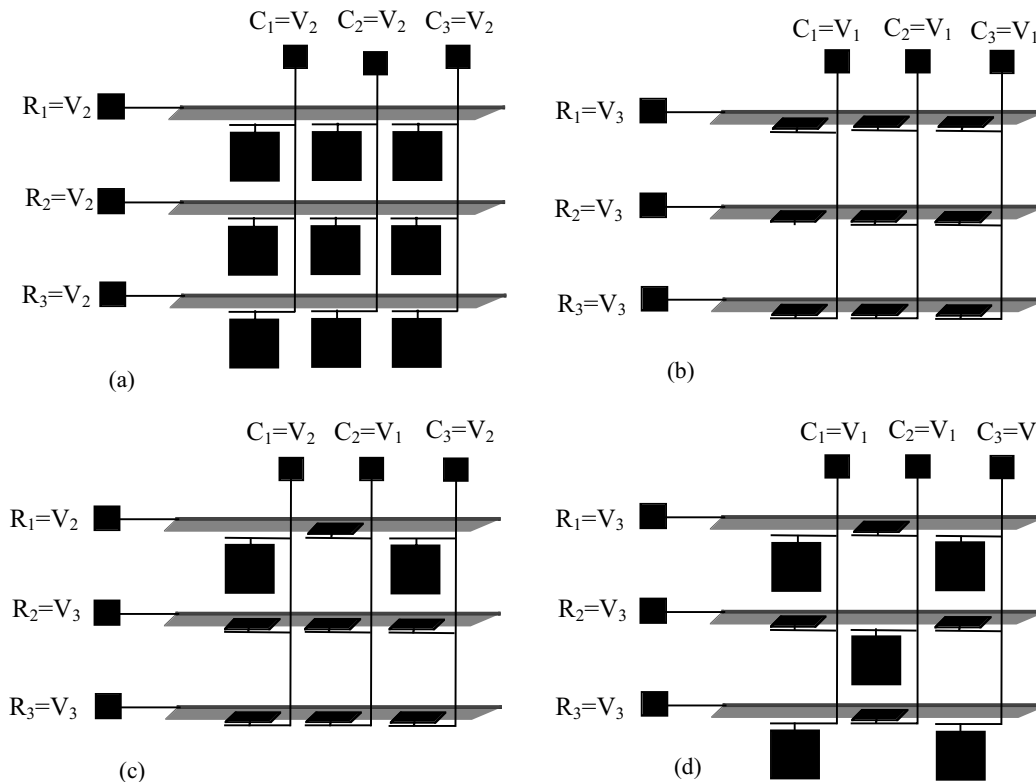 C₁=V₂ C₂=V₂ C₃=V₂
R₁=V₂
R₂=V₂
R₃=V₂
(a)
C₁=V₁ C₂=V₁ C₃=V₁
R₁=V₃
R₂=V₃
R₃=V₃
(b)
C₁=V₂ C₂=V₁ C₃=V₂
R₁=V₂
R₂=V₃
R₃=V₃
(c)
C₁=V₁ C₂=V₁ C₃=V
R₁=V₃
R₂=V₃
R₃=V₃
(d)